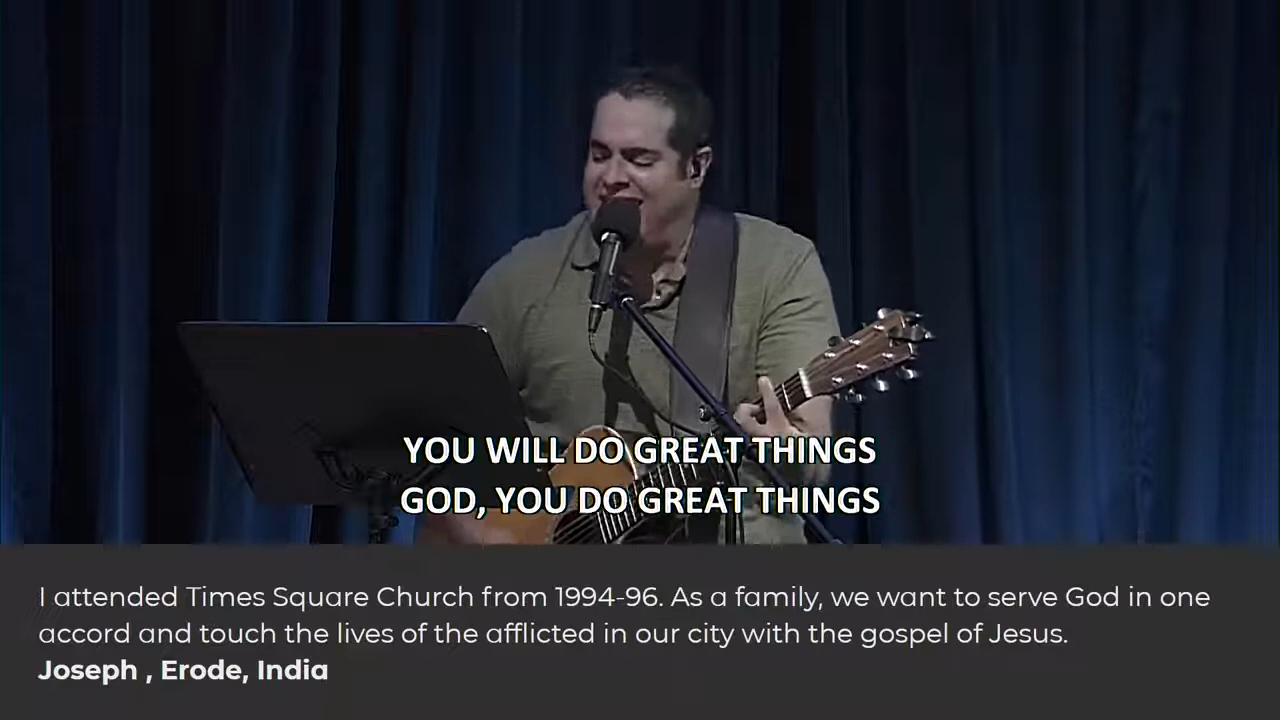 YOU WILL DO GREAT THINGS
GOD, YOU DO GREAT THINGS
I attended Times Square Church from 1994-96. As a family, we want to serve God in one
accord and touch the lives of the afflicted in our city with the gospel of Jesus.
Joseph , Erode, India